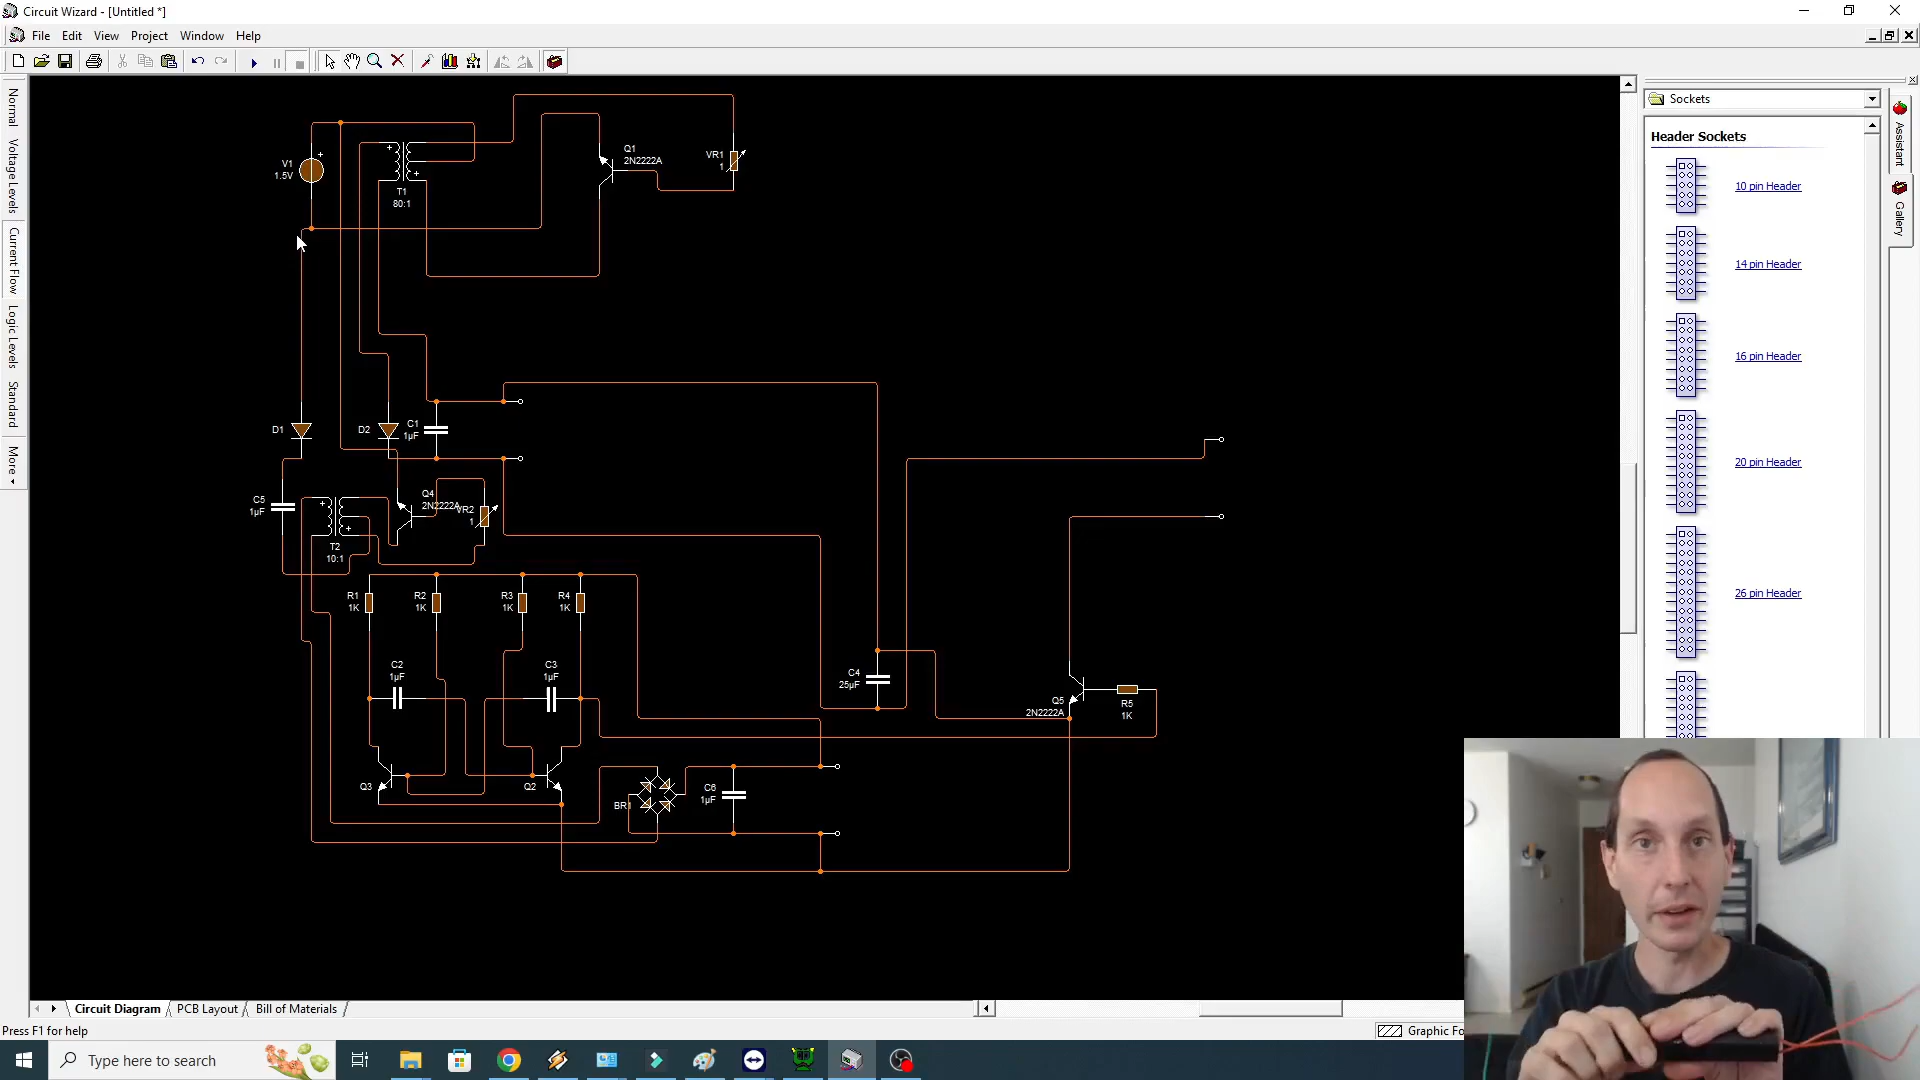 Circuit Wizard - [Untitled *]
File Edit View Project Window Help
Normal
Voltage Levels
Current Flow
Logic Levels
Standard
More
Sockets
Header Sockets
10 pin Header
14 pin Header
16 pin Header
20 pin Header
26 pin Header
Assistant
Gallery
V1
1.5V
+
+
+
T1
80:1
Q1
2N2222A
VR1
1
D1
D2
C1
1µF
C5
1µF
Q4
2N2222A
VR2
1
+
+
T2
10:1
R1
1K
R2
1K
R3
1K
R4
1K
C2
1µF
C3
1µF
C4
25µF
Q5
2N2222A
R5
1K
Q3
Q2
BR1
C6
1µF
Circuit Diagram PCB Layout Bill of Materials
Press F1 for help
Graphic Fo
Type here to search